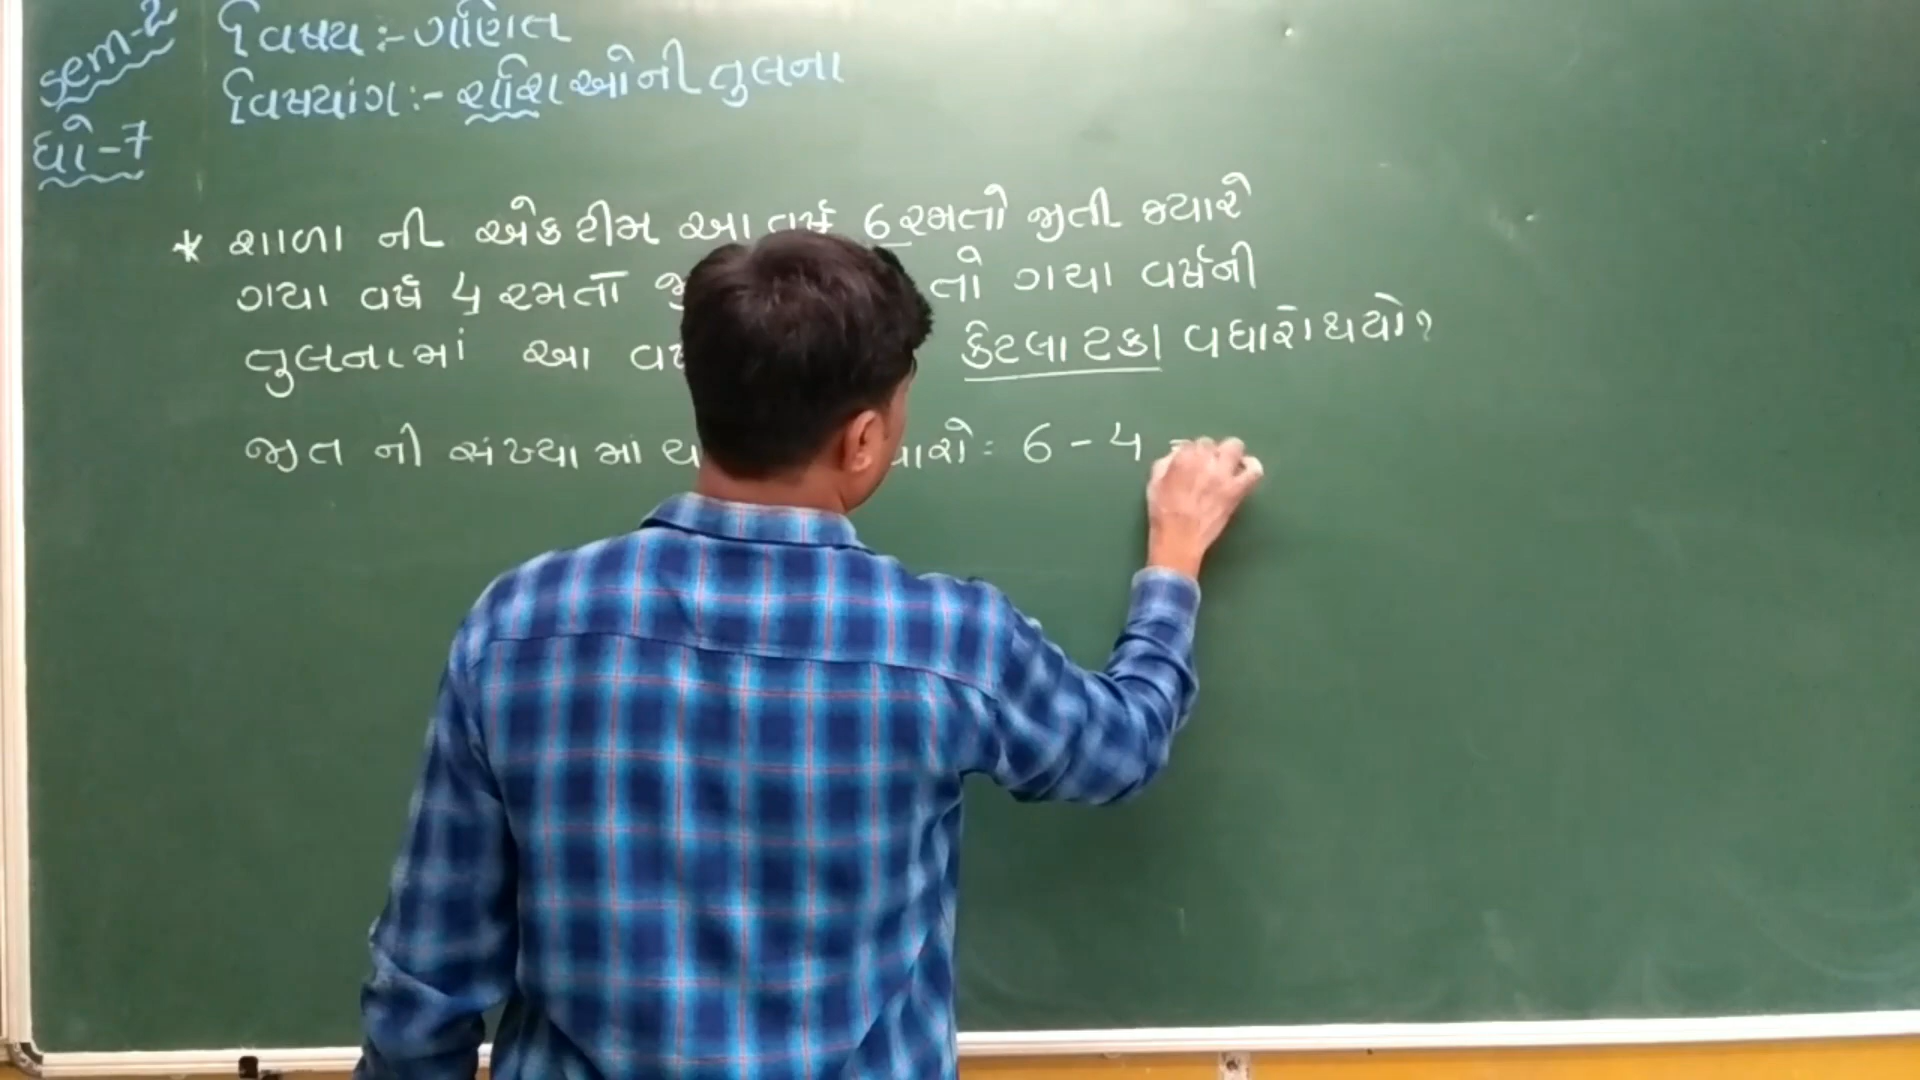 sem-2
ધો-7
વિષય:- ગણિત
વિષયાંગ:- રાશિઓની તુલના
* શાળા ની એક ટીમ આ વર્ષે 6 રમતો જીતી જ્યારે
ગયા વર્ષે 4 રમતો તો ગયા વર્ષની
તુલનામાં આ કેટલા ટકા વધારો થયો?
જીત ની સંખ્યા માં = 6 - 4